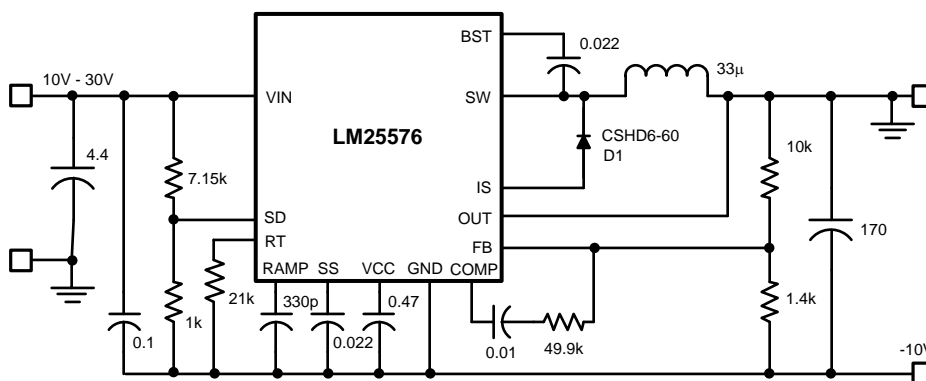 BST
0.022
10V - 30V
33µ
VIN
SW
LM25576
CSHD6-60
D1
10k
4.4
7.15k
IS
SD
OUT
RT
FB
170
RAMP SS VCC GND COMP
21k
330p
0.47
1k
1.4k
0.1
0.022
0.01
49.9k
-10V